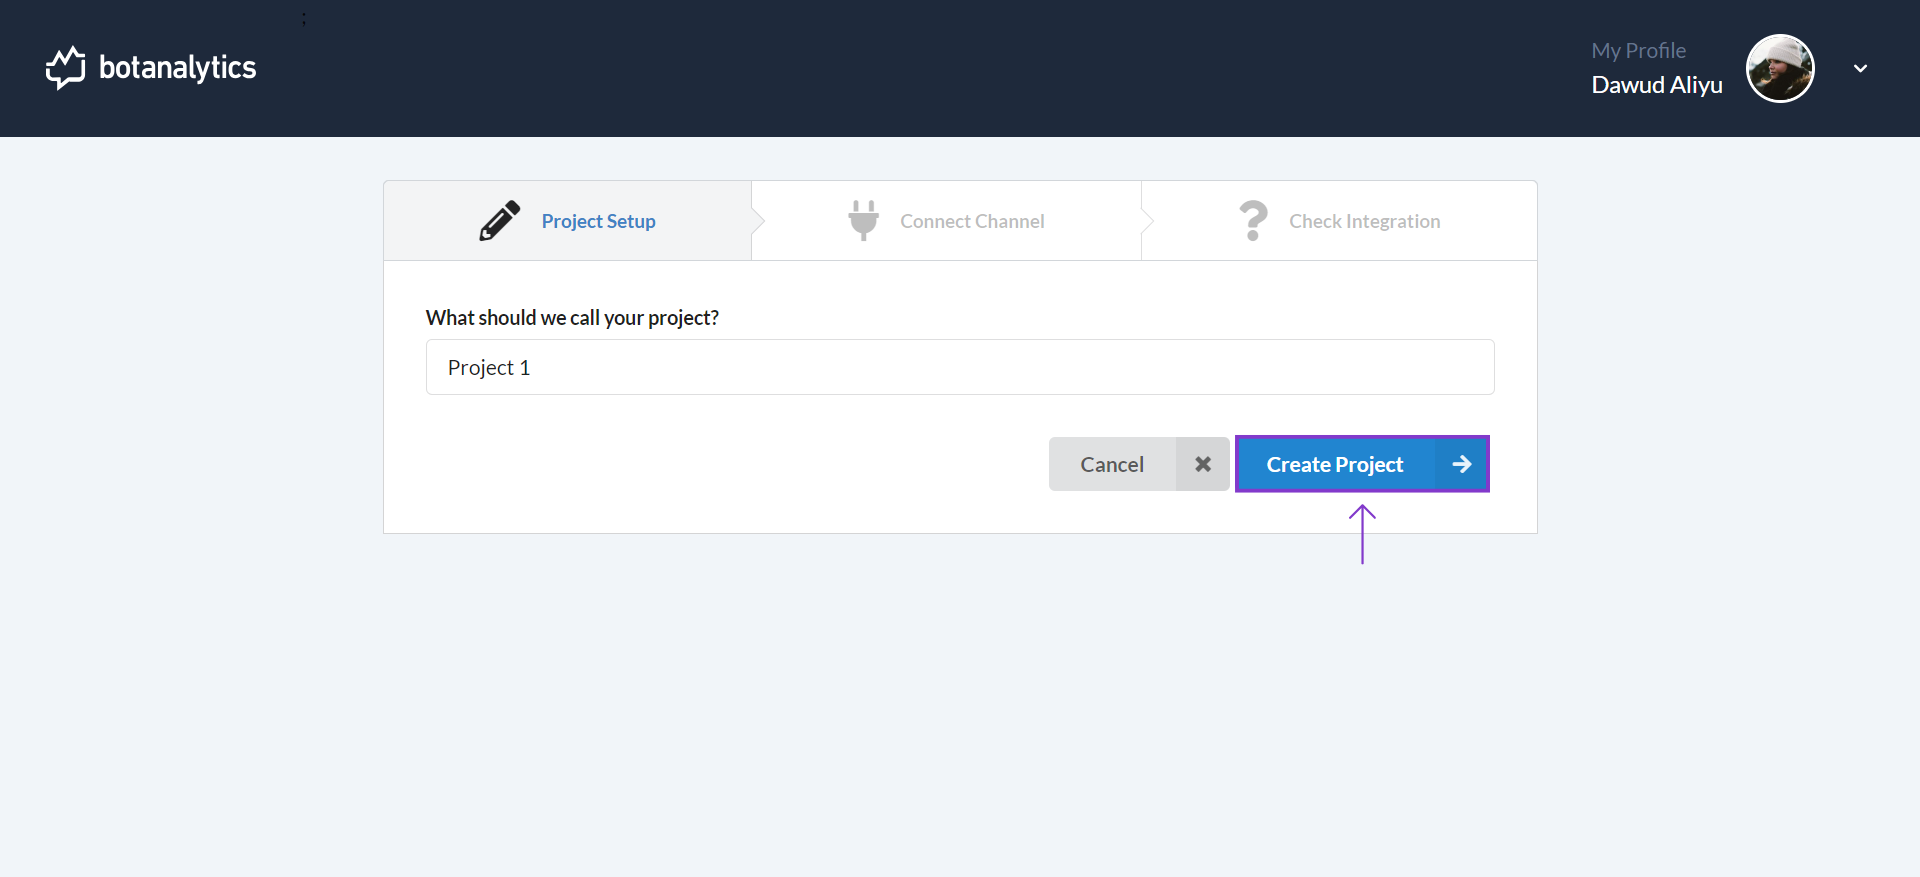 ;
botanalytics
My Profile
Dawud Aliyu
Project Setup
Connect Channel
Check Integration
What should we call your project?
Project 1
Cancel
Create Project